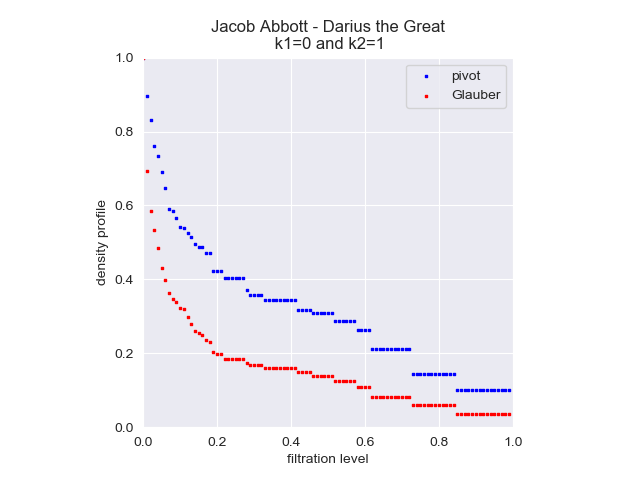 Jacob Abbott - Darius the Great
k1=0 and k2=1
pivot
Glauber
density profile
1.0
0.8
0.6
0.4
0.2
0.0
0.0 0.2 0.4 0.6 0.8 1.0
filtration level